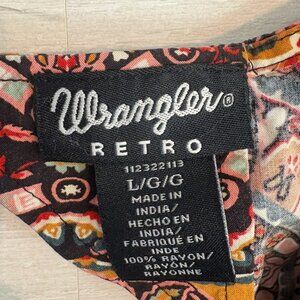 Wrangler®
RETRO
112322113
L/G/G
MADE IN
INDIA/
HECHO EN
INDIA/
FABRIQUÉ EN
INDE
100% RAYON/
RAYÓN/
RAYONNE